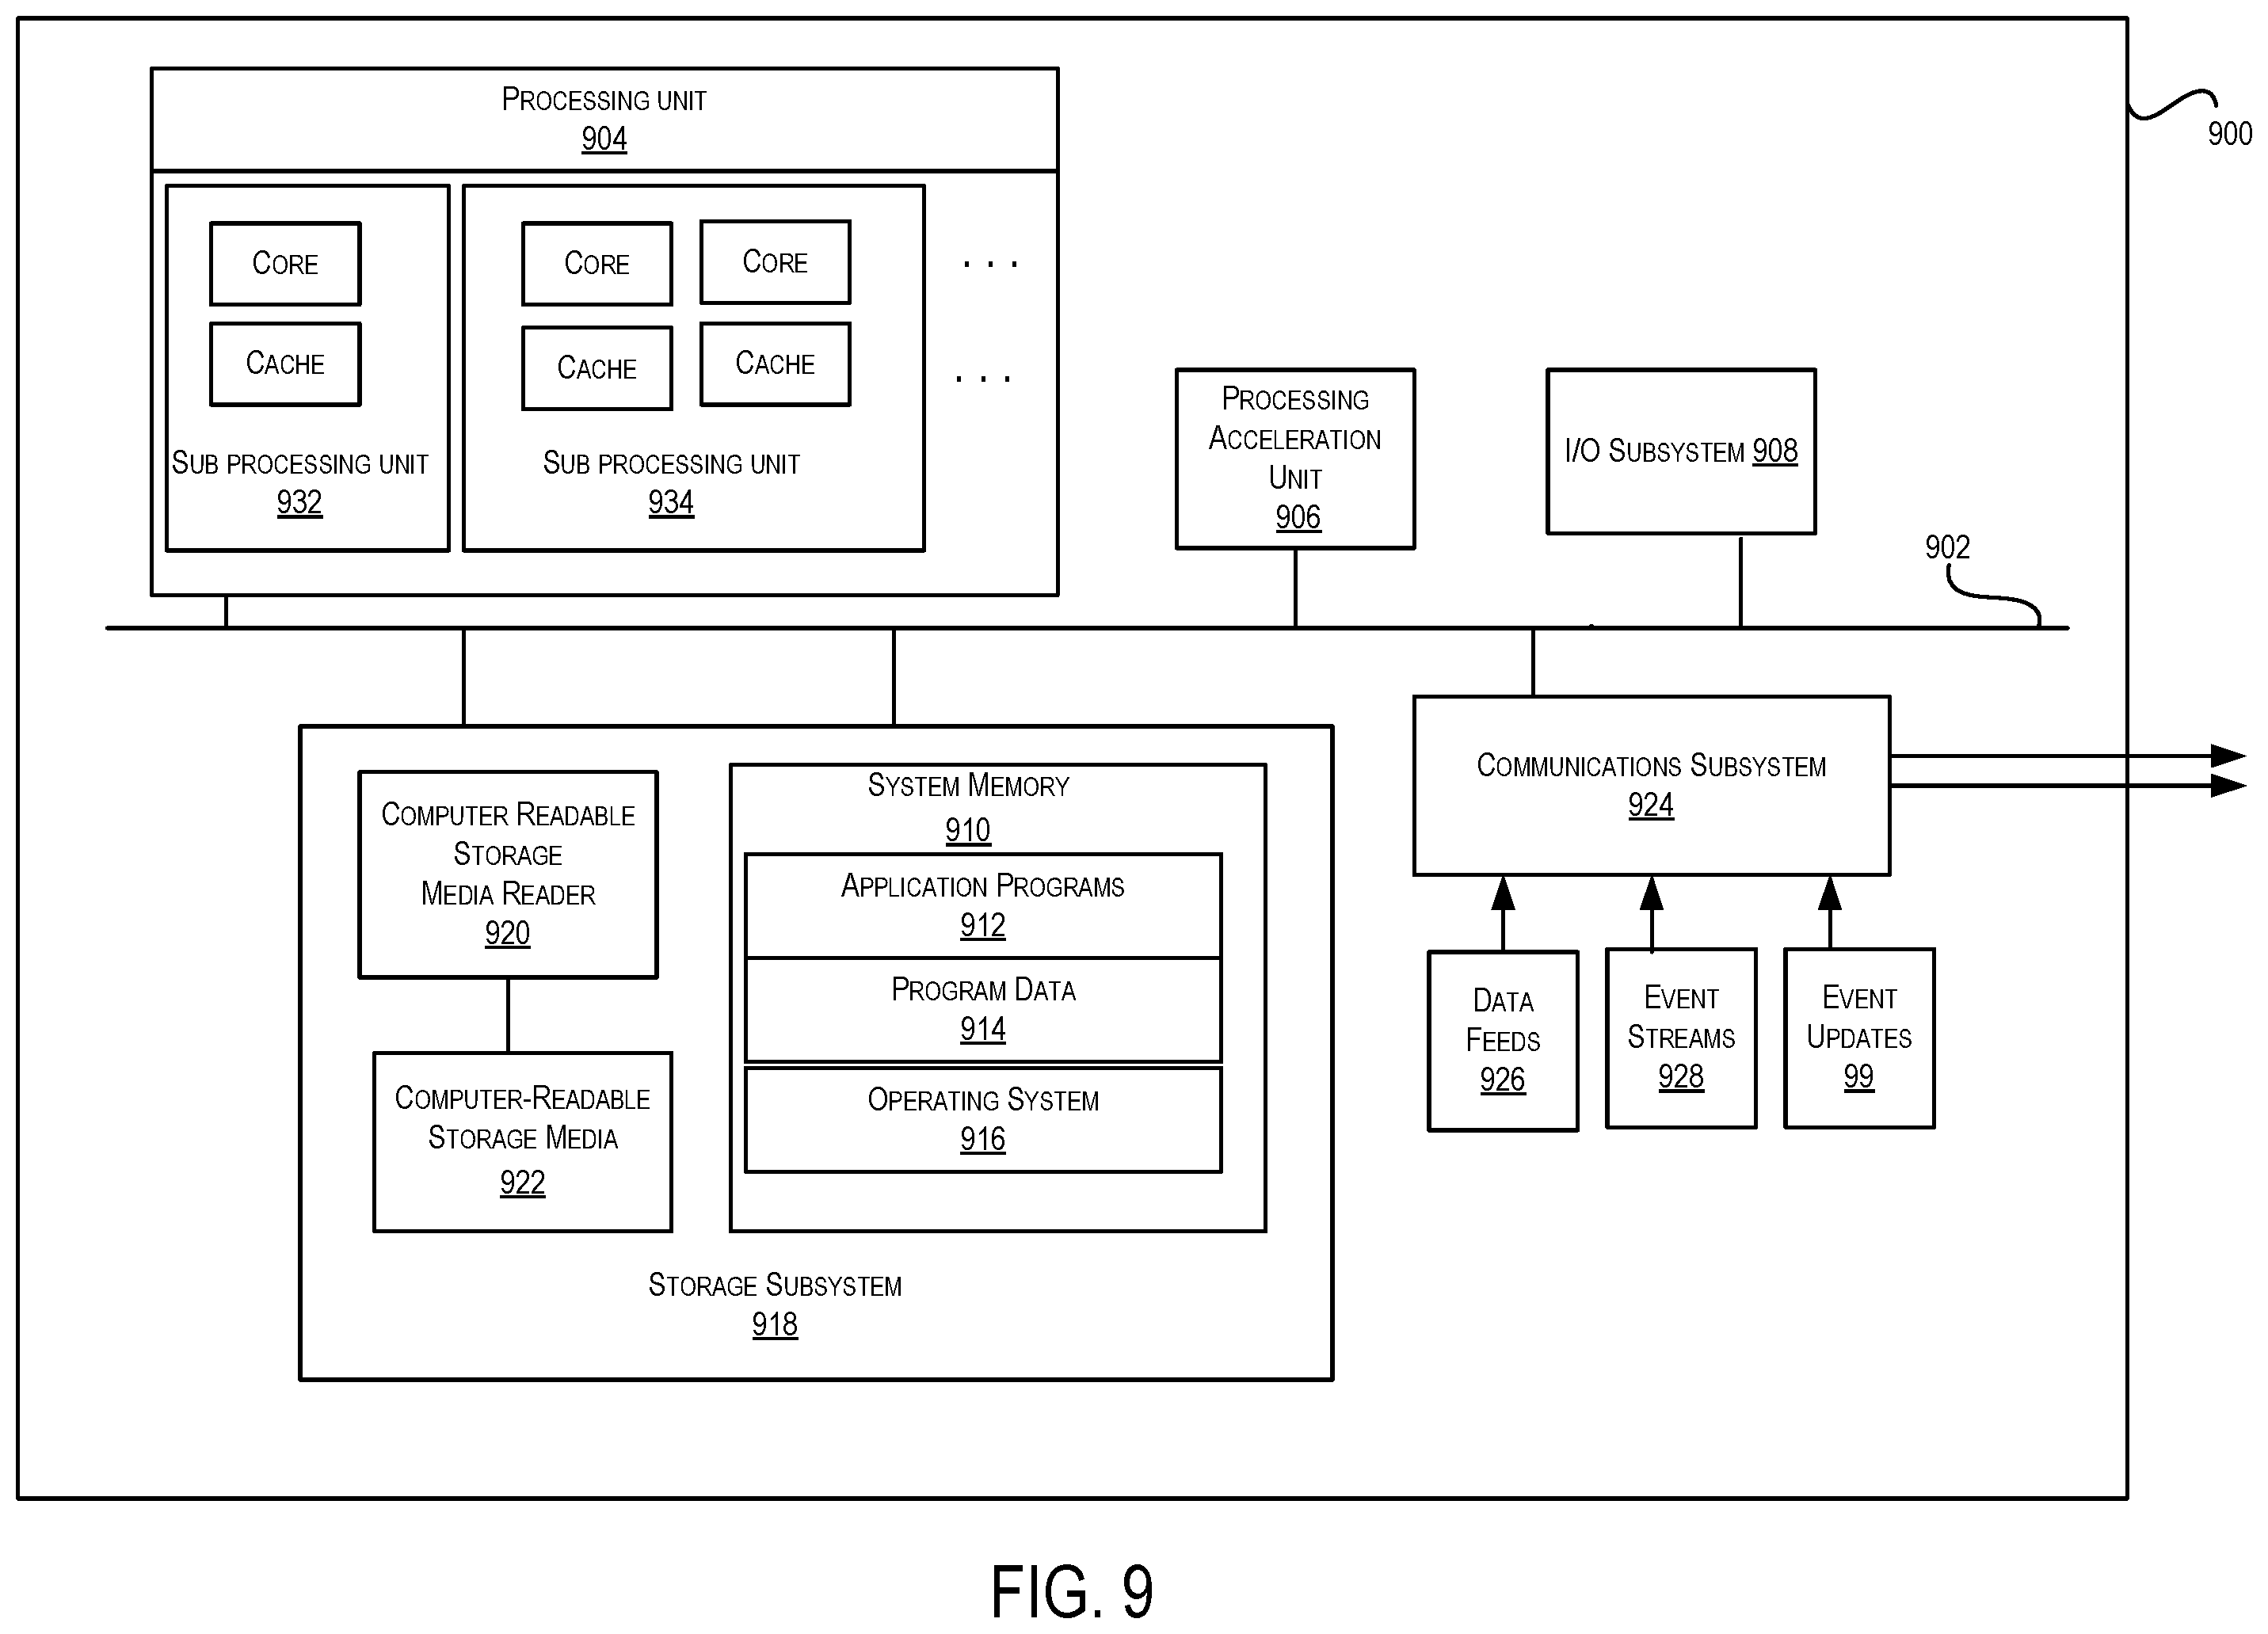 PROCESSING UNIT
904
900
CORE
CORE
CORE
. . .
CACHE
CACHE
CACHE
. . .
SUB PROCESSING UNIT
932
SUB PROCESSING UNIT
934
PROCESSING
ACCELERATION
UNIT
906
I/O SUBSYSTEM 908
902
COMPUTER READABLE
STORAGE
MEDIA READER
920
COMPUTER-READABLE
STORAGE MEDIA
922
SYSTEM MEMORY
910
APPLICATION PROGRAMS
912
PROGRAM DATA
914
OPERATING SYSTEM
916
STORAGE SUBSYSTEM
918
COMMUNICATIONS SUBSYSTEM
924
DATA
FEEDS
926
EVENT
STREAMS
928
EVENT
UPDATES
99
FIG. 9